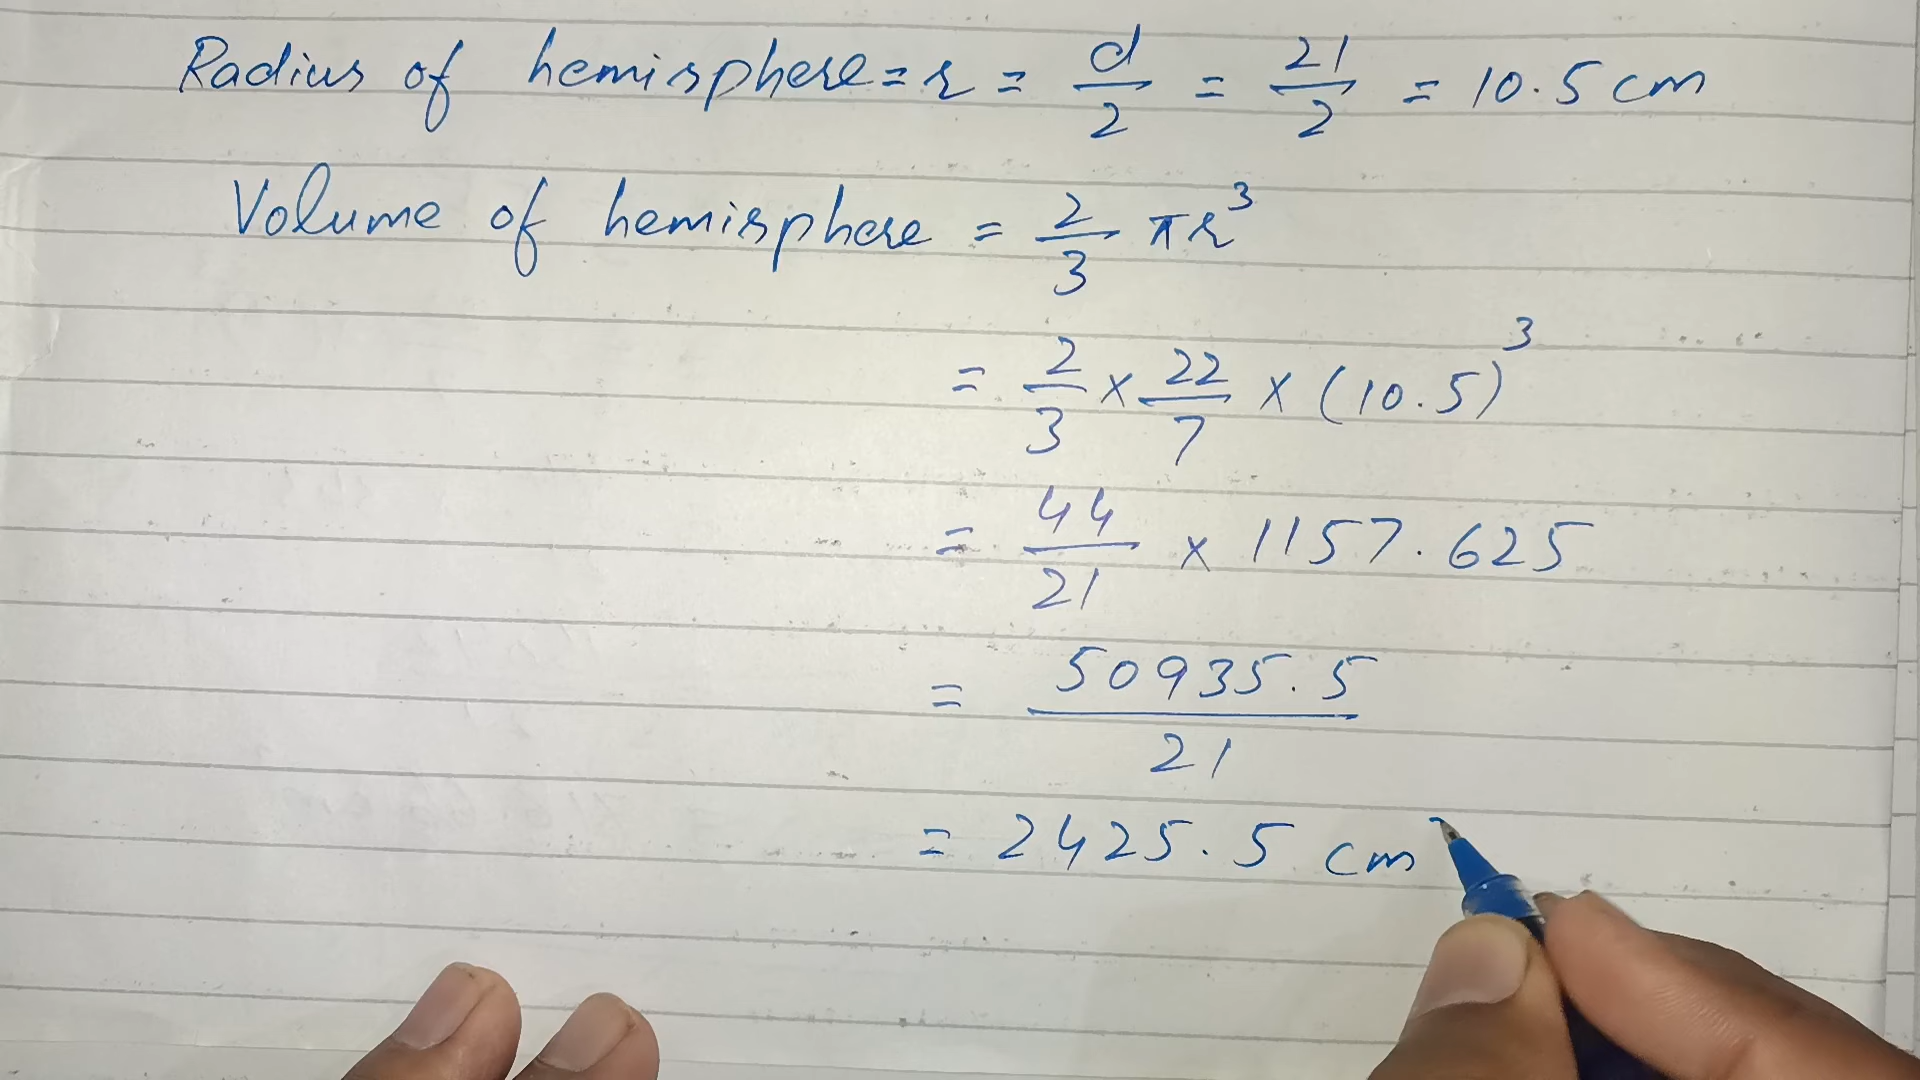 Radius of hemisphere = r = d/2 = 21/2 = 10.5 cm
Volume of hemisphere = 2/3 πr³
= 2/3 × 22/7 × (10.5)³
= 44/21 × 1157.625
= 50935.5/21
= 2425.5 cm